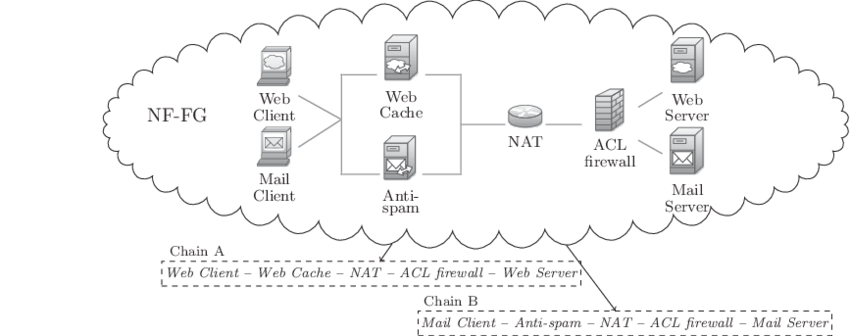 NF-FG
Web
Client
Mail
Client
Web
Cache
Anti-
spam
NAT
ACL
firewall
Web
Server
Mail
Server
Chain A
Web Client – Web Cache – NAT – ACL firewall – Web Server
Chain B
Mail Client – Anti-spam – NAT – ACL firewall – Mail Server